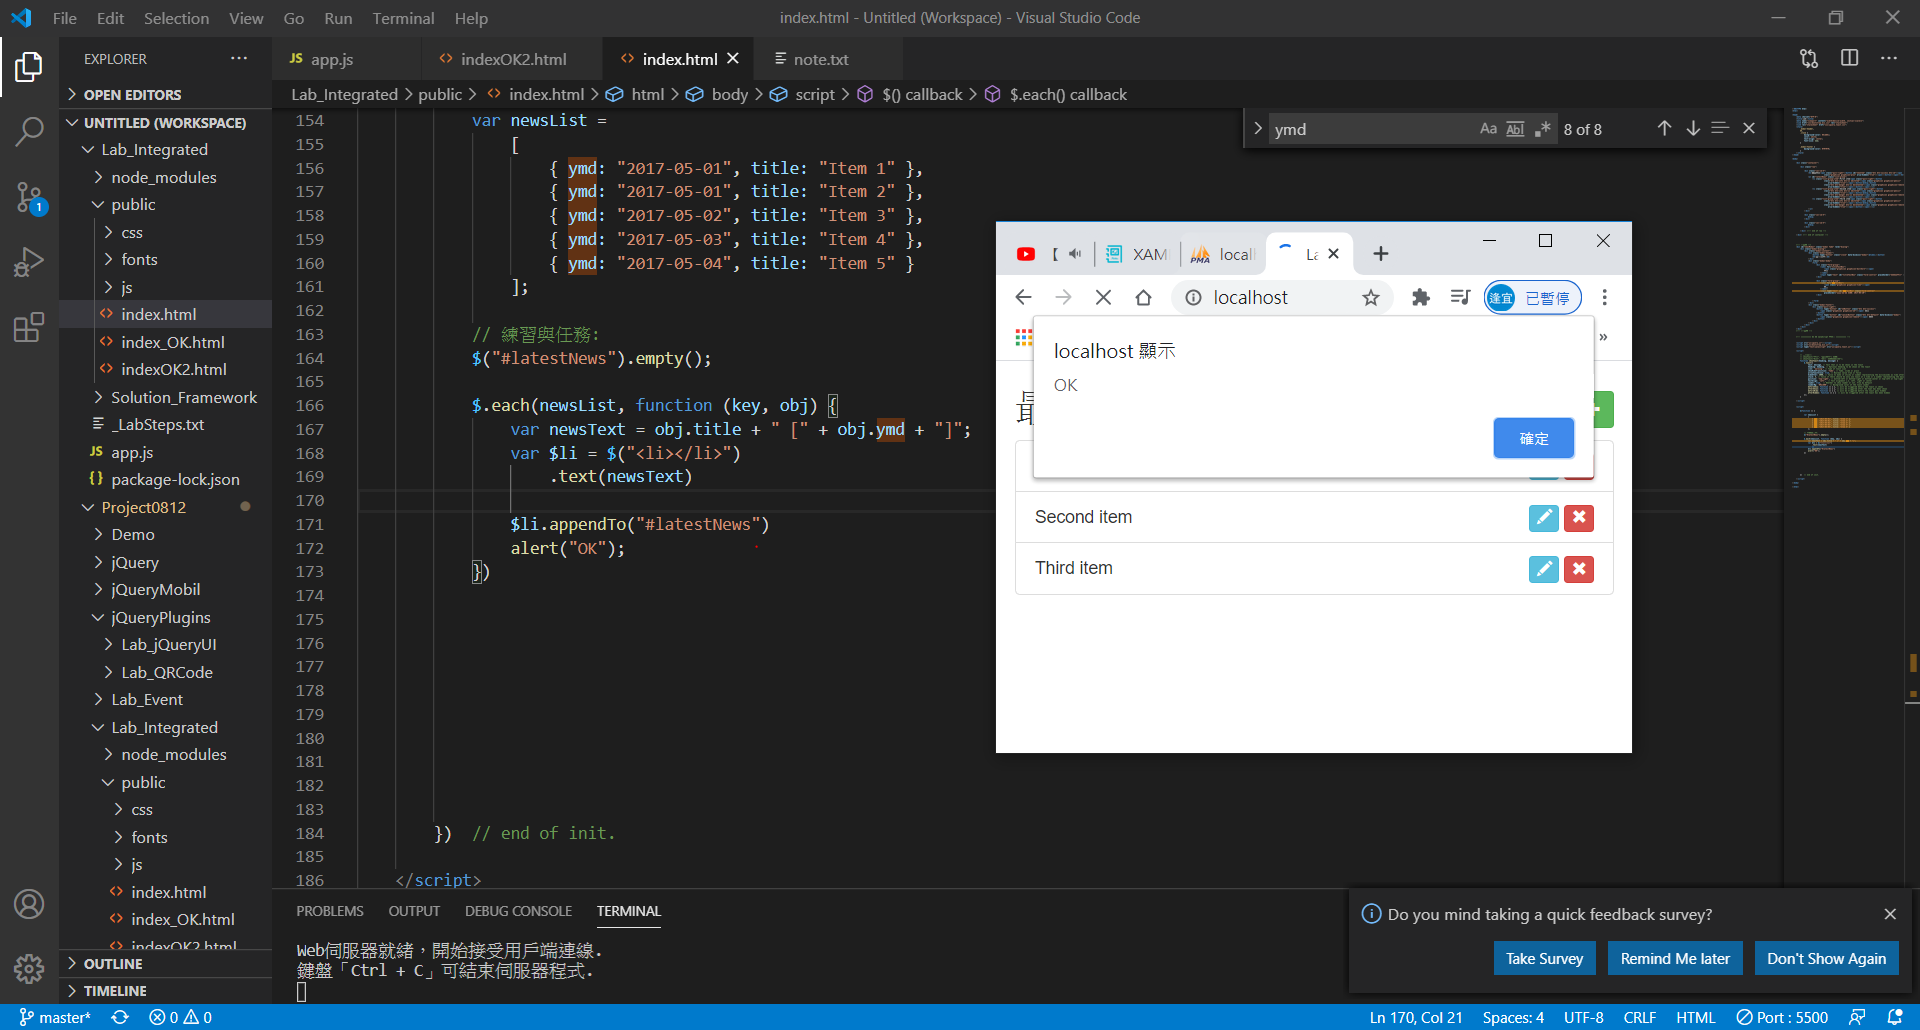 File Edit Selection View Go Run Terminal Help
index.html - Untitled (Workspace) - Visual Studio Code
EXPLORER
OPEN EDITORS
UNTITLED (WORKSPACE)
Lab_Integrated
node_modules
public
css
fonts
js
index.html
index_OK.html
indexOK2.html
Solution_Framework
_LabSteps.txt
JS app.js
{} package-lock.json
Project0812
Demo
jQuery
jQueryMobil
jQueryPlugins
Lab_jQueryUI
Lab_QRCode
Lab_Event
Lab_Integrated
node_modules
public
css
fonts
js
index.html
index_OK.html
indexOK2.html
OUTLINE
TIMELINE
JS app.js
indexOK2.html
index.html
note.txt
Lab_Integrated > public > index.html > html > body > script > $() callback > $.each() callback
ymd
Aa Abl .* 8 of 8
154 var newsList =
155 [
156 { ymd: "2017-05-01", title: "Item 1" },
157 { ymd: "2017-05-01", title: "Item 2" },
158 { ymd: "2017-05-02", title: "Item 3" },
159 { ymd: "2017-05-03", title: "Item 4" },
160 { ymd: "2017-05-04", title: "Item 5" }
161 ];
162
163 // 練習與任務:
164 $("#latestNews").empty();
165
166 $.each(newsList, function (key, obj) {
167 var newsText = obj.title + " [" + obj.ymd + "]";
168 var $li = $("<li></li>")
169 .text(newsText)
170
171 $li.appendTo("#latestNews")
172 alert("OK");
173 })
174
175
176
177
178
179
180
181
182
183
184 }) // end of init.
185
186 </script>
【
XAM
PMA
locall
La
localhost
逢宜 已暫停
»
localhost 顯示
OK
確定
最
Second item
Third item
PROBLEMS OUTPUT DEBUG CONSOLE TERMINAL
Web伺服器就緒，開始接受用戶端連線.
鍵盤「Ctrl + C」可結束伺服器程式.
Do you mind taking a quick feedback survey?
Take Survey
Remind Me later
Don't Show Again
1
master*
0 0
Ln 170, Col 21 Spaces: 4 UTF-8 CRLF HTML Port : 5500